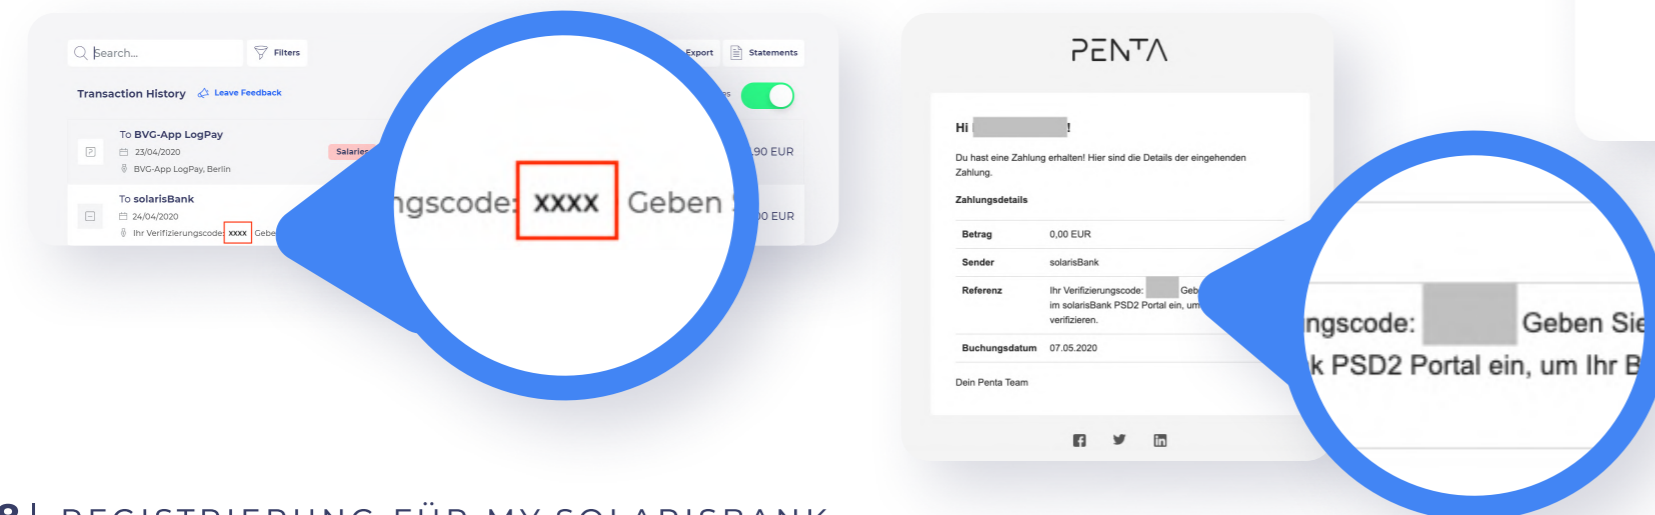 Search...
Filters
Export
Statements
Transaction History
Leave Feedback
To BVG-App LogPay
23/04/2020
Salaries
.90 EUR
BVG-App LogPay, Berlin
To solarisBank
24/04/2020
00 EUR
Ihr Verifizierungscode: xxxx Gebe
ngscode: xxxx Geben S
PENTA
Hi !
Du hast eine Zahlung erhalten! Hier sind die Details der eingehenden
Zahlung.
Zahlungsdetails
Betrag 0,00 EUR
Sender solarisBank
Referenz Ihr Verifizierungscode: Geb
im solarisBank PSD2 Portal ein, um
verifizieren.
Buchungsdatum 07.05.2020
Dein Penta Team
ngscode: Geben Sie
k PSD2 Portal ein, um Ihr B
8| REGISTRIERUNG FÜR MY SOLARISBANK